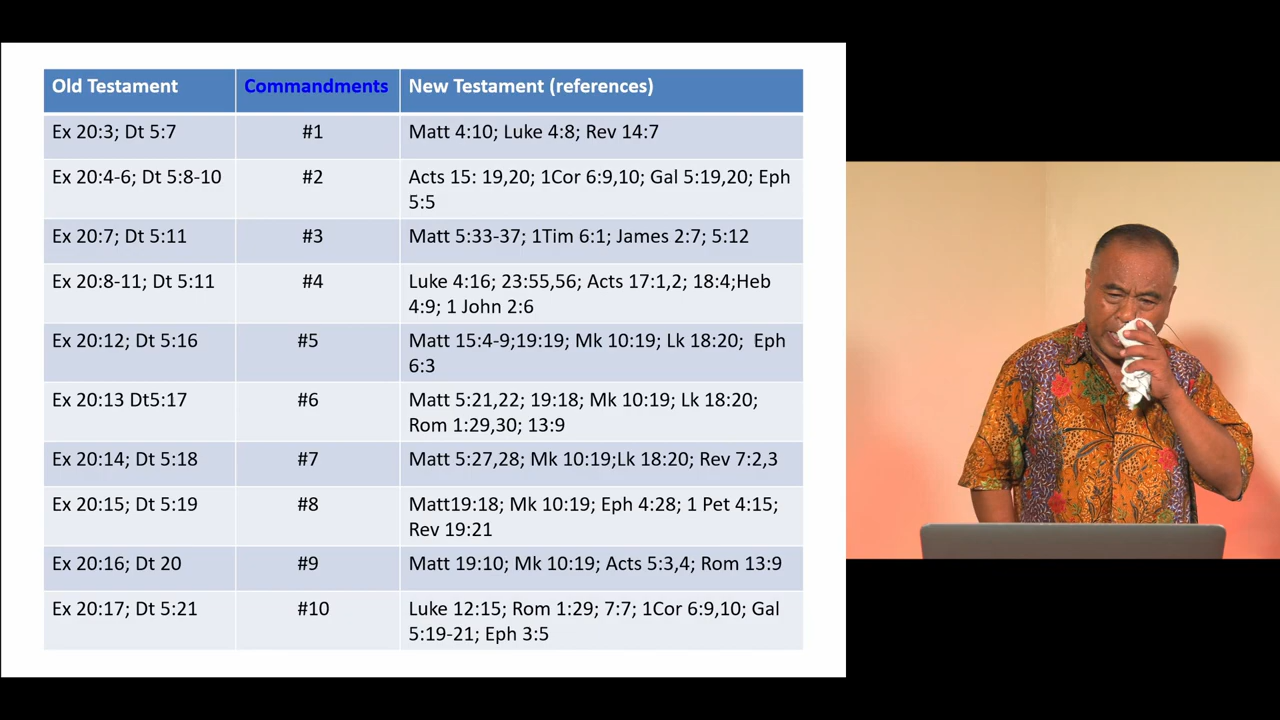 Old Testament Commandments New Testament (references)
Ex 20:3; Dt 5:7 #1 Matt 4:10; Luke 4:8; Rev 14:7
Ex 20:4-6; Dt 5:8-10 #2 Acts 15: 19,20; 1Cor 6:9,10; Gal 5:19,20; Eph
5:5
Ex 20:7; Dt 5:11 #3 Matt 5:33-37; 1Tim 6:1; James 2:7; 5:12
Ex 20:8-11; Dt 5:11 #4 Luke 4:16; 23:55,56; Acts 17:1,2; 18:4;Heb
4:9; 1 John 2:6
Ex 20:12; Dt 5:16 #5 Matt 15:4-9;19:19; Mk 10:19; Lk 18:20; Eph
6:3
Ex 20:13 Dt5:17 #6 Matt 5:21,22; 19:18; Mk 10:19; Lk 18:20;
Rom 1:29,30; 13:9
Ex 20:14; Dt 5:18 #7 Matt 5:27,28; Mk 10:19;Lk 18:20; Rev 7:2,3
Ex 20:15; Dt 5:19 #8 Matt19:18; Mk 10:19; Eph 4:28; 1 Pet 4:15;
Rev 19:21
Ex 20:16; Dt 20 #9 Matt 19:10; Mk 10:19; Acts 5:3,4; Rom 13:9
Ex 20:17; Dt 5:21 #10 Luke 12:15; Rom 1:29; 7:7; 1Cor 6:9,10; Gal
5:19-21; Eph 3:5